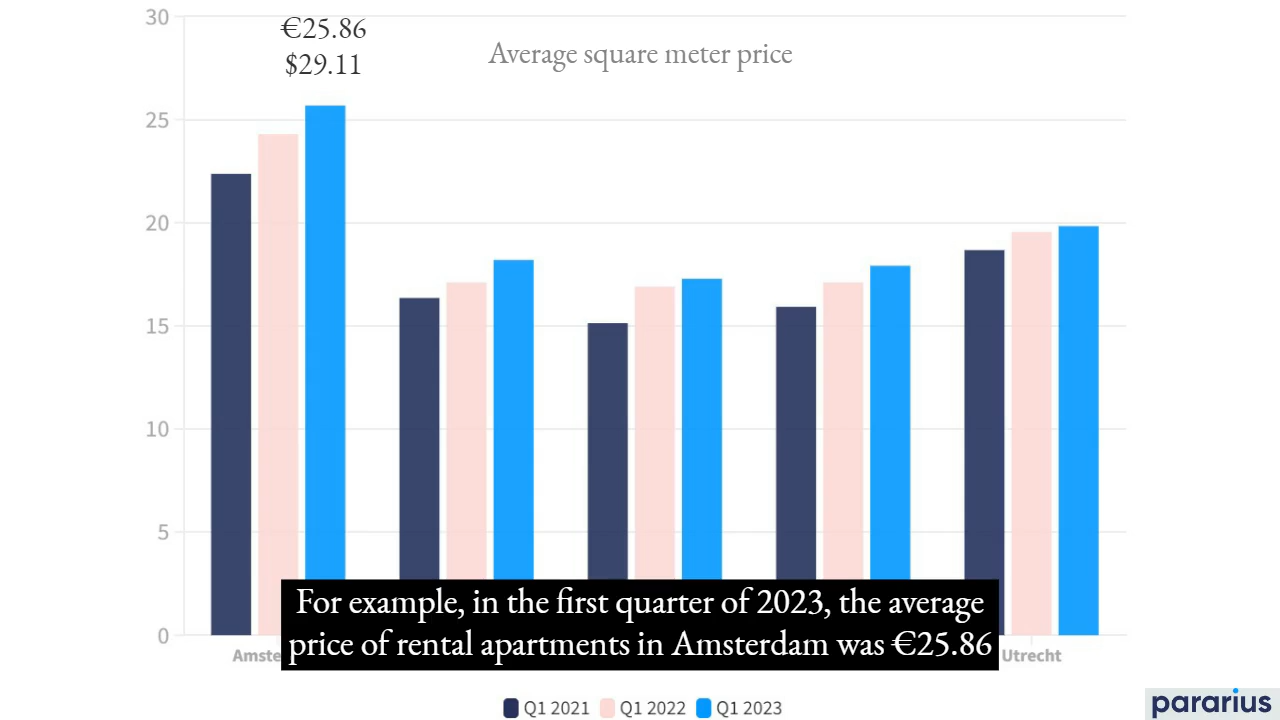 30
€25.86
$29.11
Average square meter price
25
20
15
10
5
0
For example, in the first quarter of 2023, the average
price of rental apartments in Amsterdam was €25.86
Utrecht
Q1 2021
Q1 2022
Q1 2023
pararius